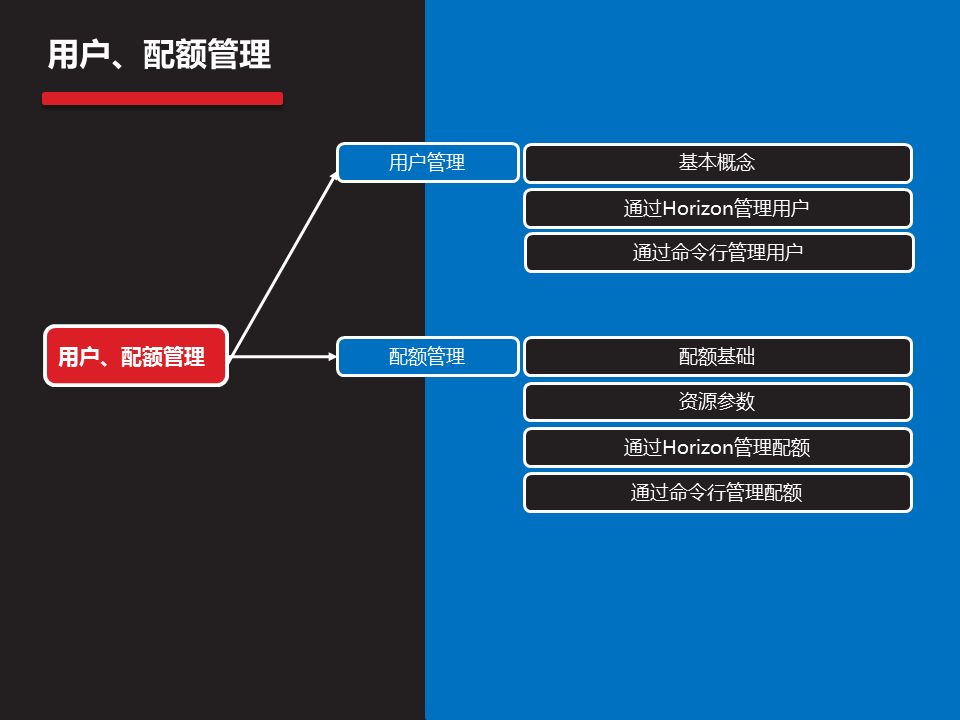 用户、配额管理
用户管理
基本概念
通过Horizon管理用户
通过命令行管理用户
用户、配额管理
配额管理
配额基础
资源参数
通过Horizon管理配额
通过命令行管理配额